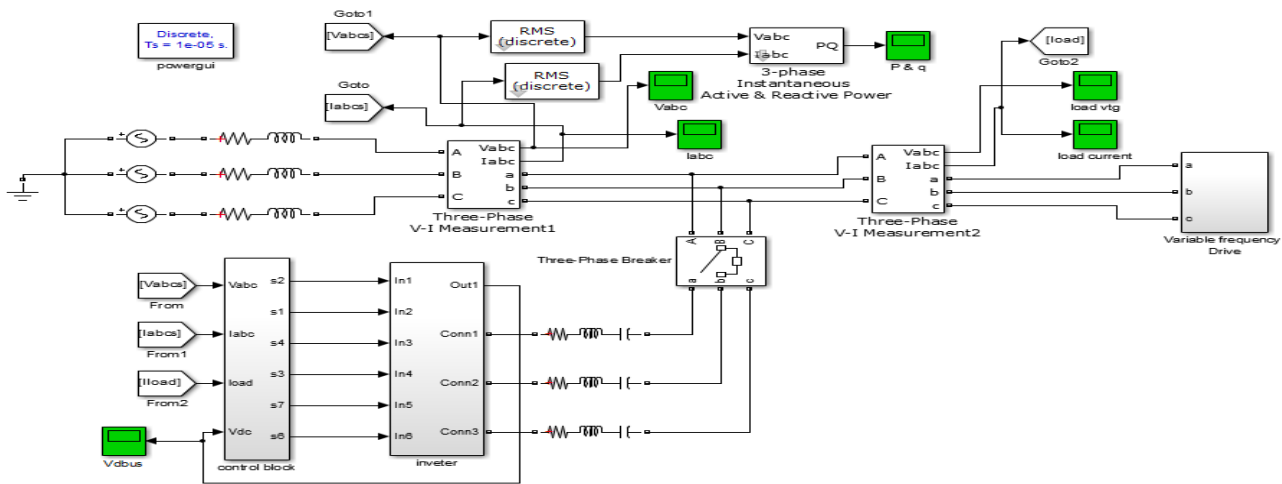 Discrete,
Ts = 1e-05 s.
powergui
Goto1
[Vabcs]
Goto
[Iabcs]
RMS
(discrete)
RMS
(discrete)
Vabc
Iabc
PQ
3-phase
Instantaneous
Active & Reactive Power
P & q
Vabc
Iabc
[load]
Goto2
load vtg
load current
A
B
C
Vabc
Iabc
a
b
c
Three-Phase
V-I Measurement1
A
B
C
Vabc
Iabc
a
b
c
Three-Phase
V-I Measurement2
a
b
c
Variable frequency
Drive
Three-Phase Breaker
A
B
C
a
b
c
[Vabcs]
From
[Iabcs]
From1
[Iload]
From2
Vdbus
Vabc
Iabc
load
Vdc
s2
s1
s4
s3
s7
s6
control block
In1
In2
In3
In4
In5
In6
Out1
Conn1
Conn2
Conn3
inveter